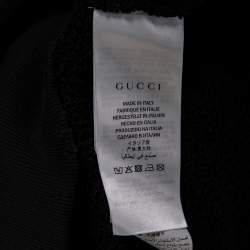 GUCCI
MADE IN ITALY
FABRIQUÉ EN ITALIE
HERGESTELLT IN ITALIEN
HECHO EN ITALIA
PRODUZIDO NA ITÁLIA
СДЕЛАНО В ИТАЛИИ
イタリア製
产地 意大利
صنع في إيطاليا